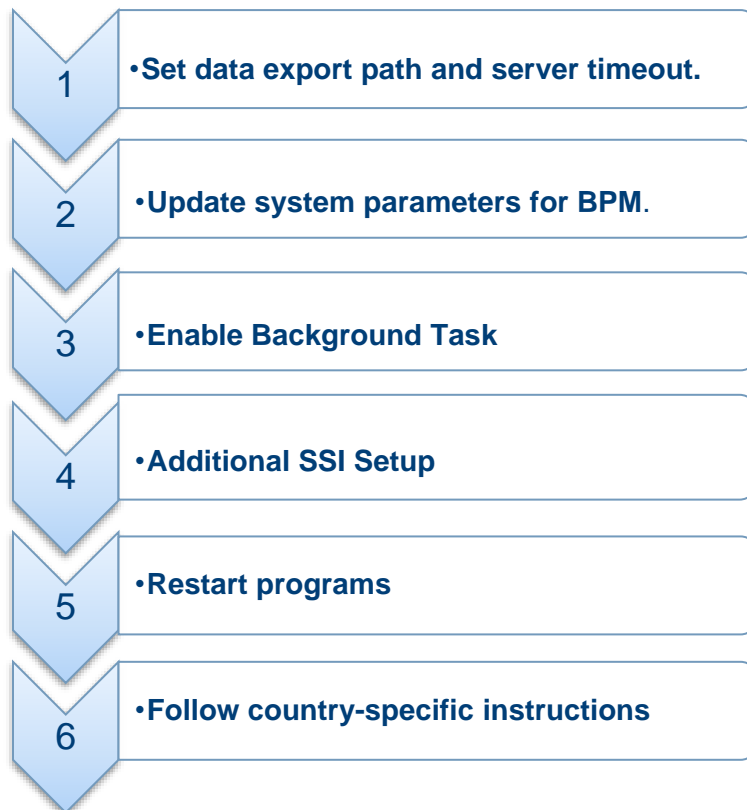 1 •Set data export path and server timeout.
2 •Update system parameters for BPM.
3 •Enable Background Task
4 •Additional SSI Setup
5 •Restart programs
6 •Follow country-specific instructions